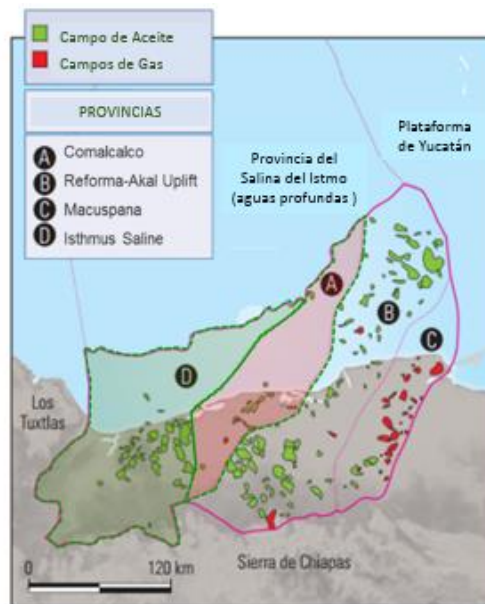 Campo de Aceite
Campos de Gas
PROVINCIAS
A Comalcalco
B Reforma-Akal Uplift
C Macuspana
D Isthmus Saline
Plataforma
de Yucatán
Provincia del
Salina del Istmo
(aguas profundas )
A
B
C
D
Los
Tuxtlas
Sierra de Chiapas
0 120 km